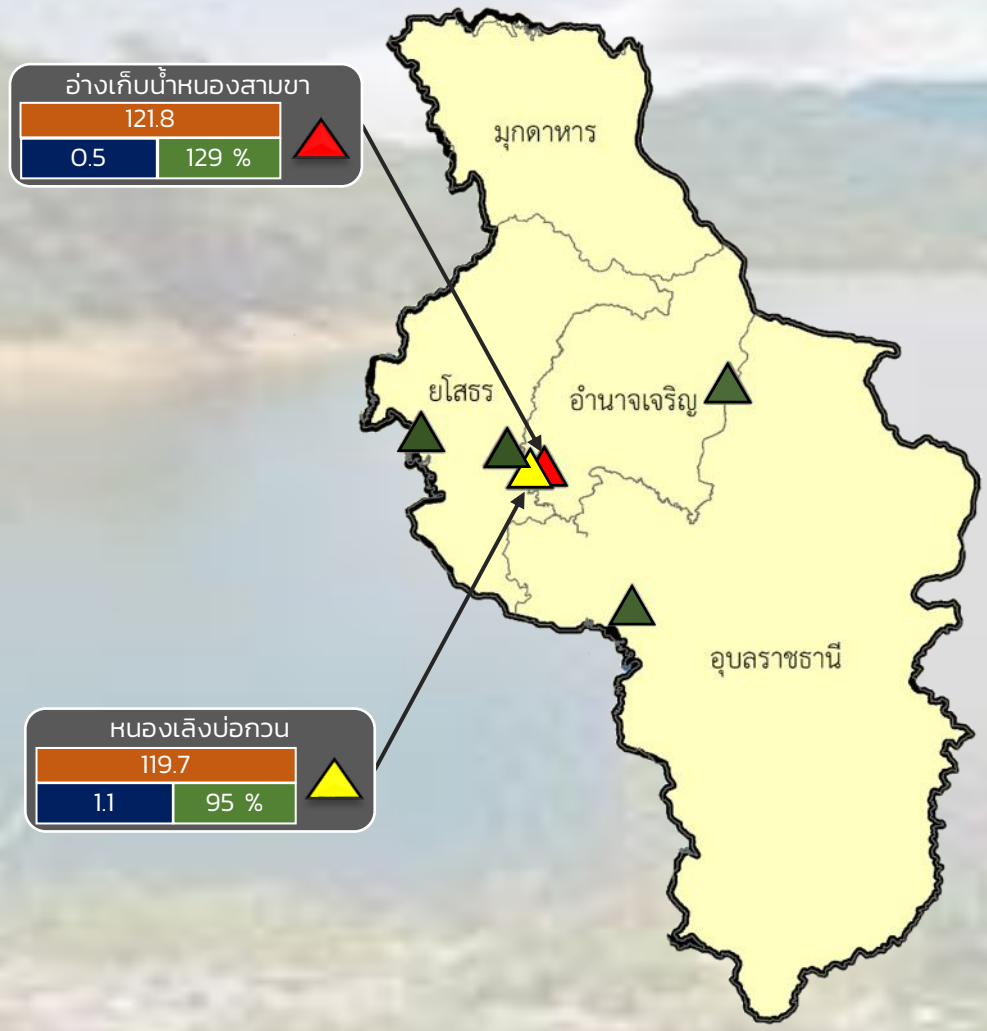 อ่างเก็บน้ำหนองสามขา
121.8
0.5 129 %
มุกดาหาร
ยโสธร
อำนาจเจริญ
อุบลราชธานี
หนองเลิงบ่อกวน
119.7
1.1 95 %